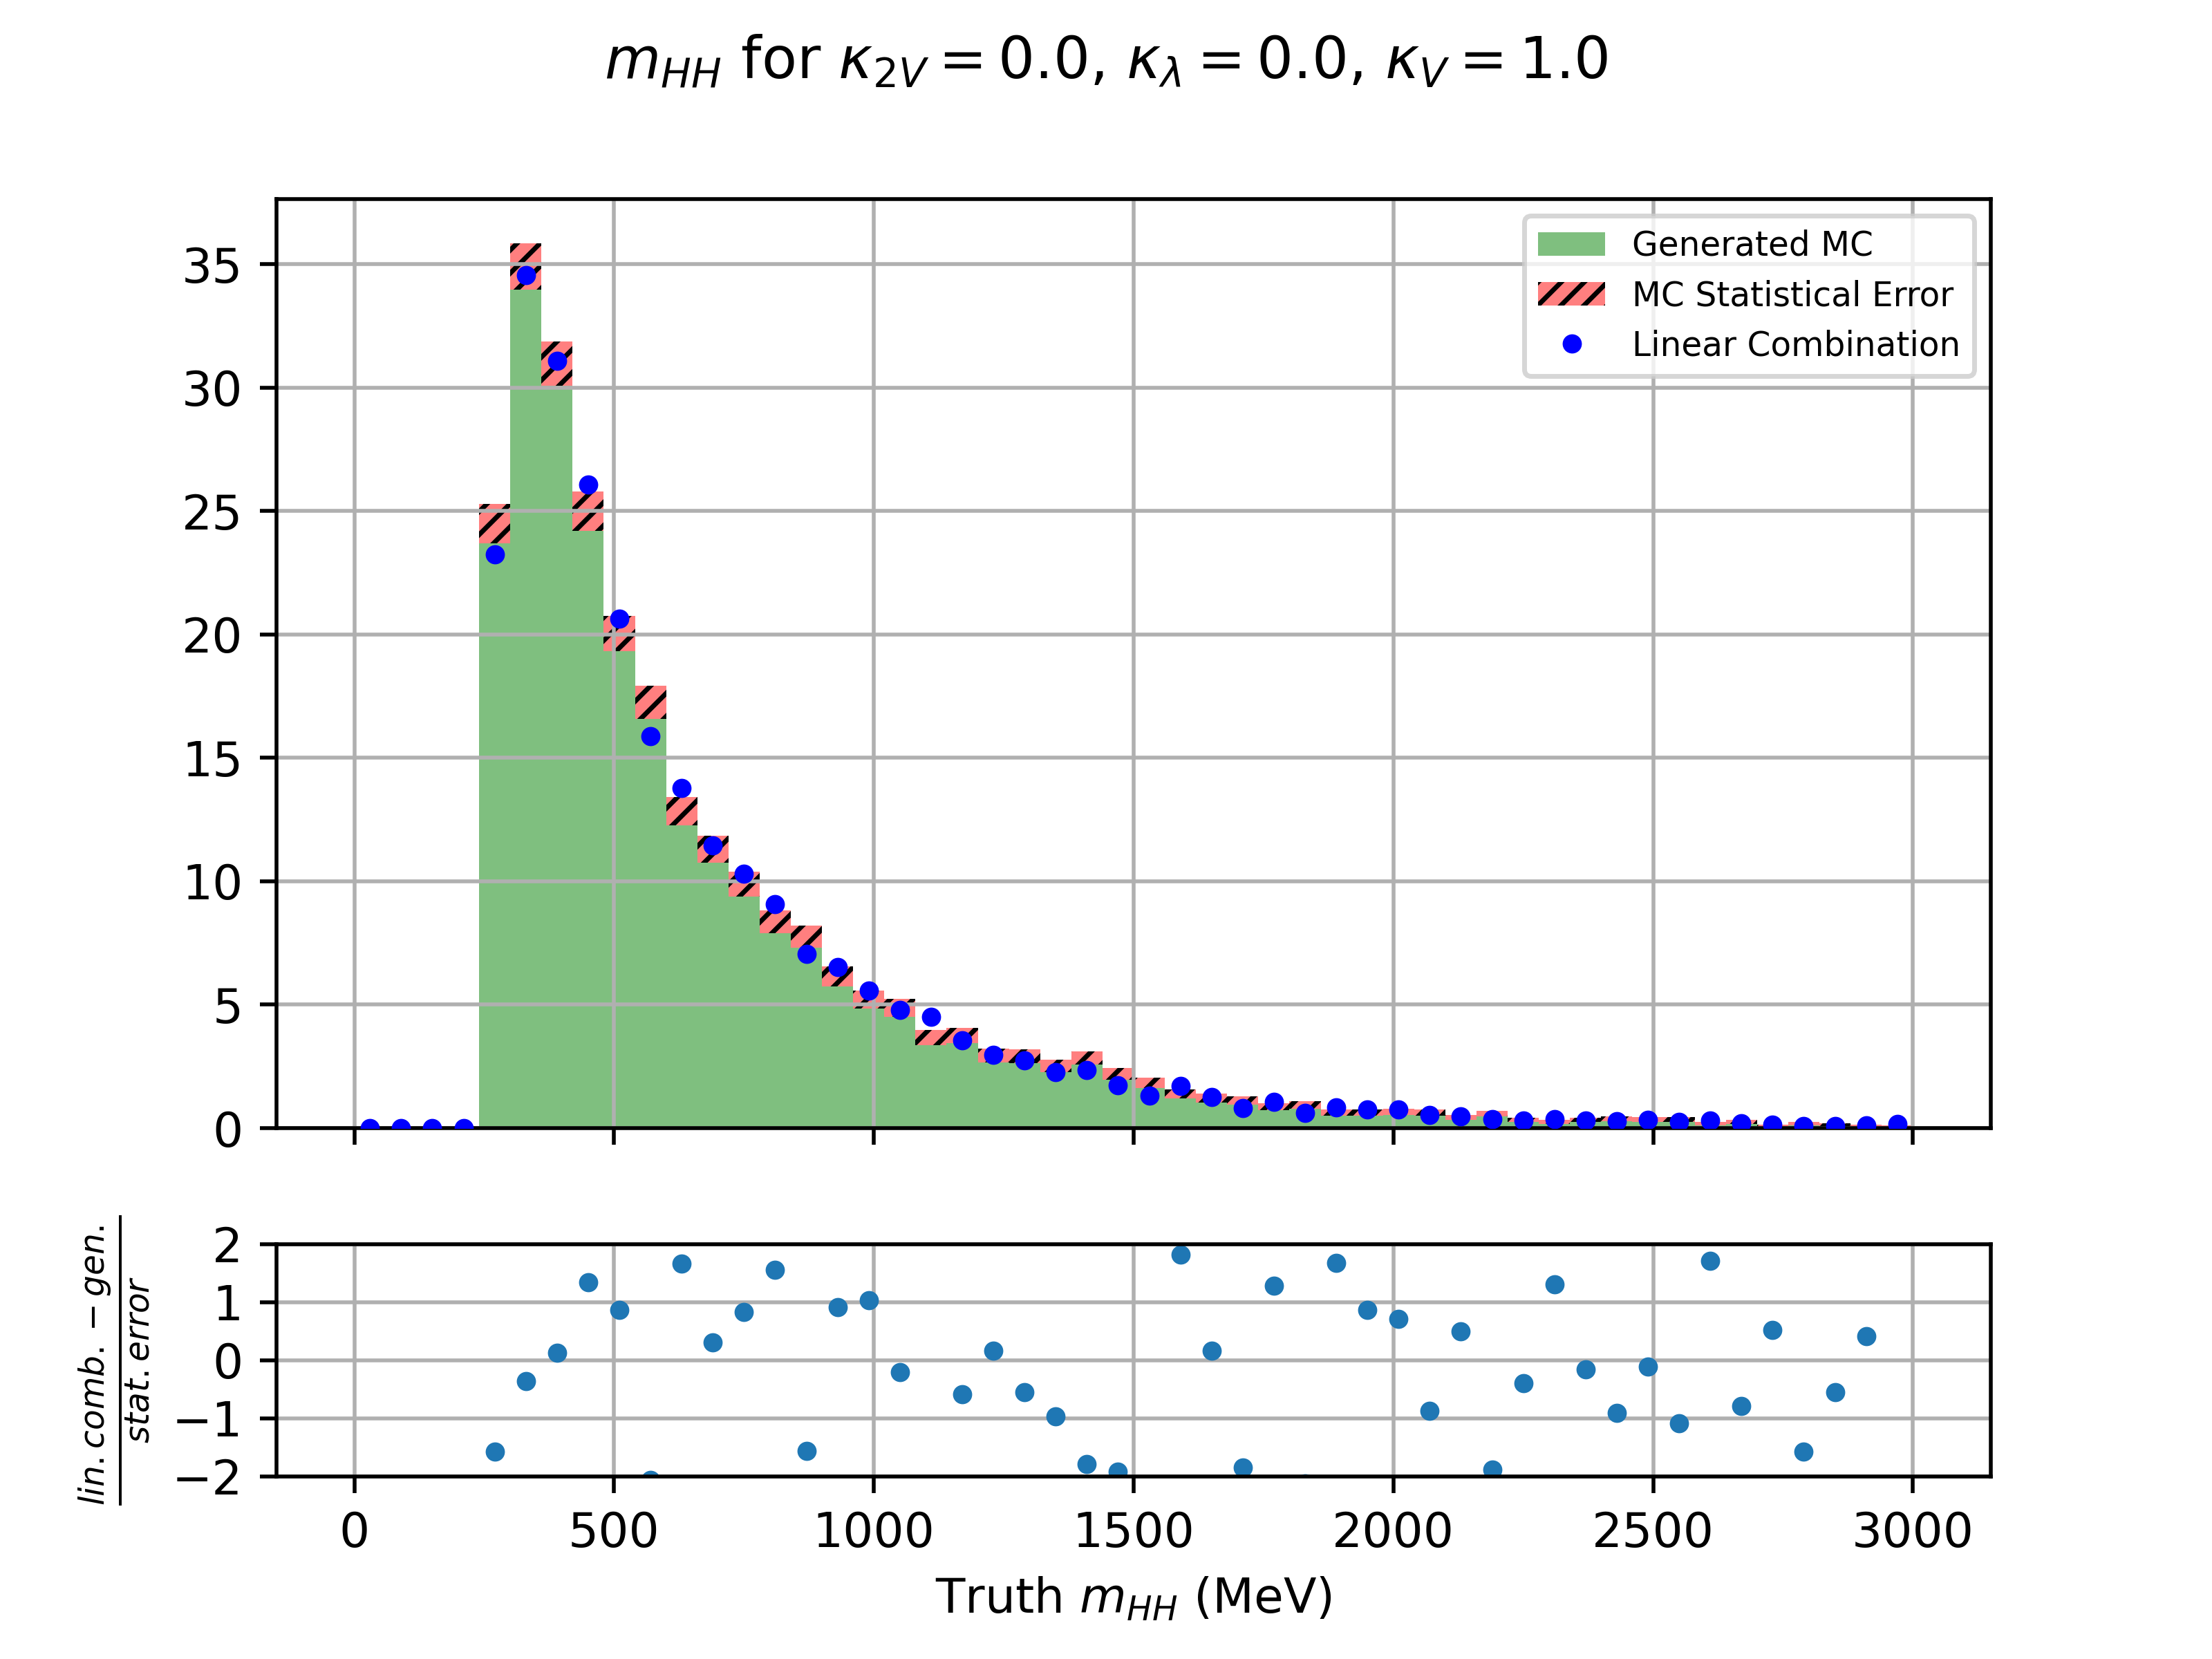 m_HH for κ_2V = 0.0, κ_λ = 0.0, κ_V = 1.0
35
30
25
20
15
10
5
0
Generated MC
MC Statistical Error
Linear Combination
lin. comb. − gen.
stat. error
2
1
0
−1
−2
0 500 1000 1500 2000 2500 3000
Truth m_HH (MeV)